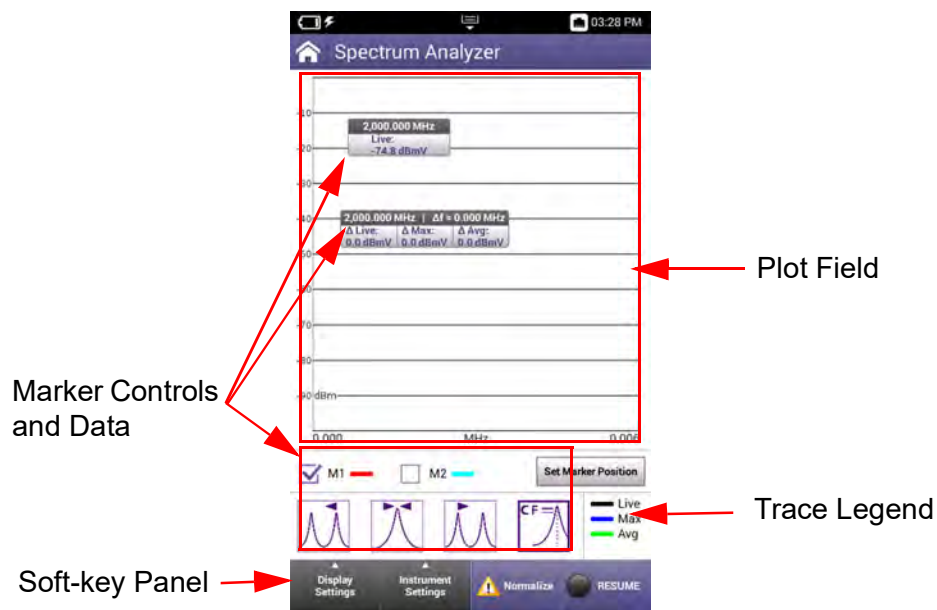 03:28 PM
Spectrum Analyzer
-10
2,000.000 MHz
Live:
-74.8 dBmV
-20
-30
-40
2,000.000 MHz | Δf = 0.000 MHz
Δ Live: Δ Max: Δ Avg:
0.0 dBmV 0.0 dBmV 0.0 dBmV
-50
-60
-70
-80
-90 dBm
0.000 MHz 0.006
Plot Field
Marker Controls
and Data
M1 M2 Set Marker Position
CF=
Live
Max
Avg
Trace Legend
Soft-key Panel
Display
Settings
Instrument
Settings
Normalize
RESUME